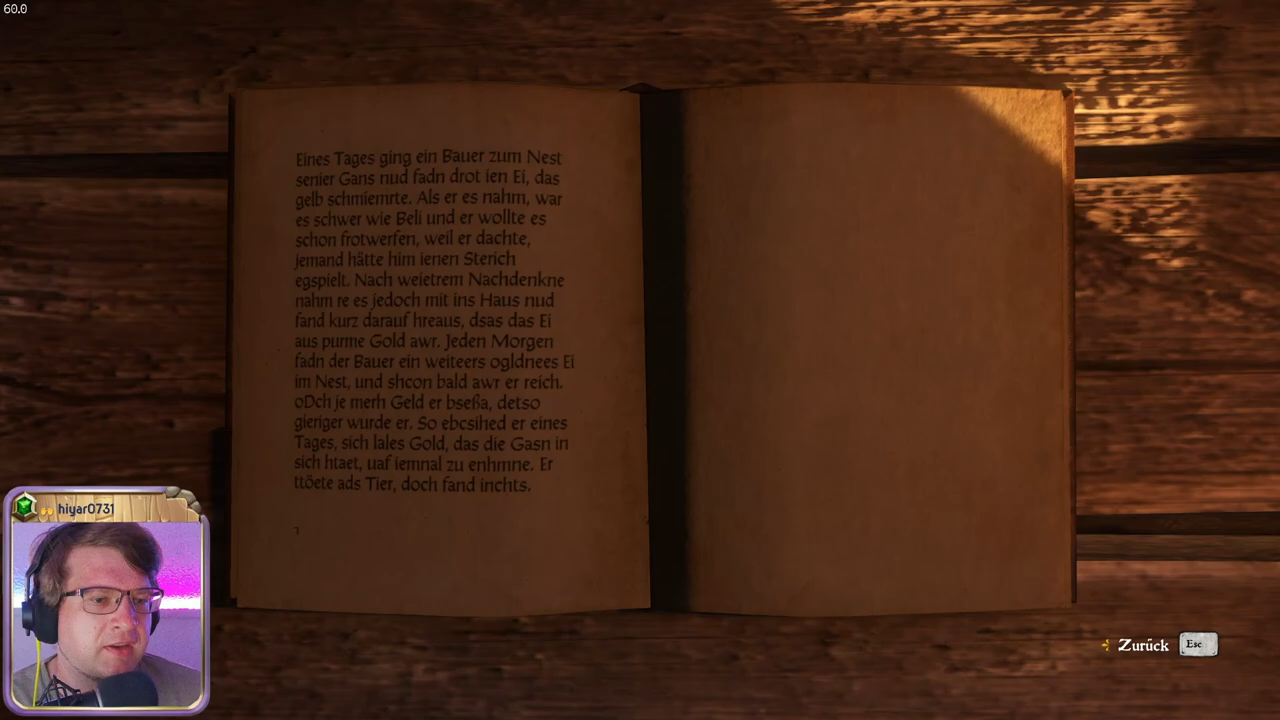 60.0
Eines Tages ging ein Bauer zum Nest
senier Gans nud fadn drot ien Ei, das
gelb schmiemrte. Als er es nahm, war
es schwer wie Beli und er wollte es
schon frotwerfen, weil er dachte,
jemand hätte him ienen Sterich
egspielt. Nach weietrem Nachdenkne
nahm re es jedoch mit ins Haus nud
fand kurz darauf hreaus, dsas das Ei
aus purme Gold awr. Jeden Morgen
fadn der Bauer ein weiteers ogldnees Ei
im Nest, und shcon bald awr er reich.
oDch je merh Geld er bseßa, detso
gieriger wurde er. So ebcsihed er eines
Tages, sich lales Gold, das die Gasn in
sich htaet, uaf iemnal zu enhmne. Er
ttöete ads Tier, doch fand inchts.
1
hiyar0731
Zurück Esc